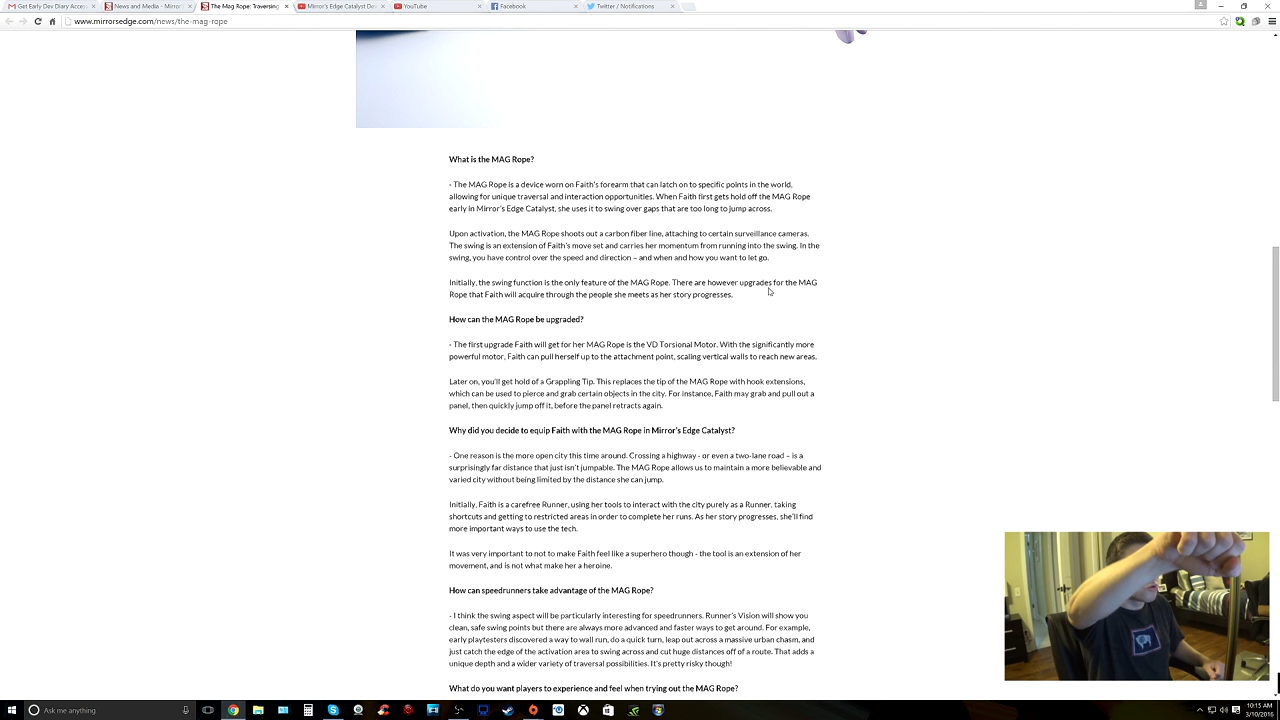 Get Early Dev Diary Acces
News and Media - Mirror'
The Mag Rope: Traversing
Mirror's Edge Catalyst De
YouTube
Facebook
Twitter / Notifications
www.mirrorsedge.com/news/the-mag-rope
What is the MAG Rope?
- The MAG Rope is a device worn on Faith's forearm that can latch on to specific points in the world,
allowing for unique traversal and interaction opportunities. When Faith first gets hold off the MAG Rope
early in Mirror's Edge Catalyst, she uses it to swing over gaps that are too long to jump across.
Upon activation, the MAG Rope shoots out a carbon fiber line, attaching to certain surveillance cameras.
The swing is an extension of Faith's move set and carries her momentum from running into the swing. In the
swing, you have control over the speed and direction – and when and how you want to let go.
Initially, the swing function is the only feature of the MAG Rope. There are however upgrades for the MAG
Rope that Faith will acquire through the people she meets as her story progresses.
How can the MAG Rope be upgraded?
- The first upgrade Faith will get for her MAG Rope is the VD Torsional Motor. With the significantly more
powerful motor, Faith can pull herself up to the attachment point, scaling vertical walls to reach new areas.
Later on, you'll get hold of a Grappling Tip. This replaces the tip of the MAG Rope with hook extensions,
which can be used to pierce and grab certain objects in the city. For instance, Faith may grab and pull out a
panel, then quickly jump off it, before the panel retracts again.
Why did you decide to equip Faith with the MAG Rope in Mirror's Edge Catalyst?
- One reason is the more open city this time around. Crossing a highway - or even a two-lane road – is a
surprisingly far distance that just isn't jumpable. The MAG Rope allows us to maintain a more believable and
varied city without being limited by the distance she can jump.
Initially, Faith is a carefree Runner, using her tools to interact with the city purely as a Runner, taking
shortcuts and getting to restricted areas in order to complete her runs. As her story progresses, she'll find
more important ways to use the tech.
It was very important to not to make Faith feel like a superhero though - the tool is an extension of her
movement, and is not what make her a heroine.
How can speedrunners take advantage of the MAG Rope?
- I think the swing aspect will be particularly interesting for speedrunners. Runner's Vision will show you
clean, safe swing points but there are always more advanced and faster ways to get around. For example,
early playtesters discovered a way to wall run, do a quick turn, leap out across a massive urban chasm, and
just catch the edge of the activation area to swing across and cut huge distances off of a route. That adds a
unique depth and a wider variety of traversal possibilities. It's pretty risky though!
What do you want players to experience and feel when trying out the MAG Rope?
Ask me anything
10:15 AM
3/10/2016